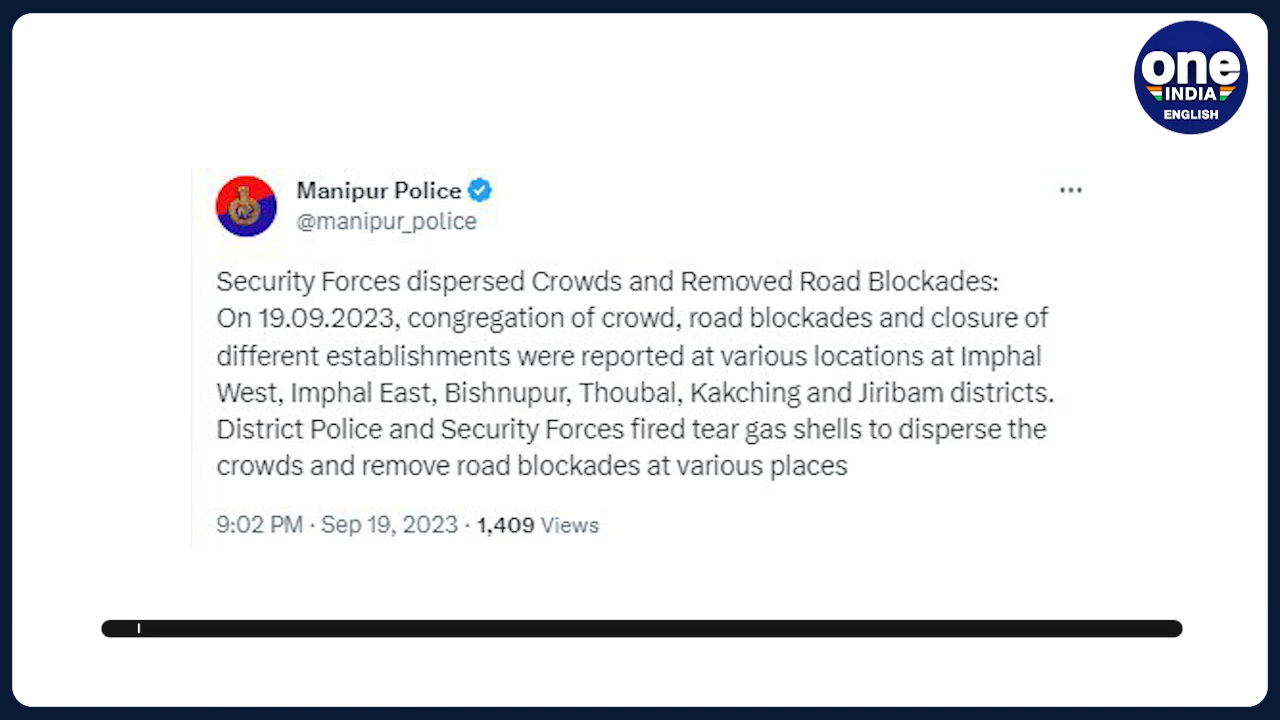 one
INDIA
ENGLISH
Manipur Police
@manipur_police
Security Forces dispersed Crowds and Removed Road Blockades:
On 19.09.2023, congregation of crowd, road blockades and closure of
different establishments were reported at various locations at Imphal
West, Imphal East, Bishnupur, Thoubal, Kakching and Jiribam districts.
District Police and Security Forces fired tear gas shells to disperse the
crowds and remove road blockades at various places
9:02 PM · Sep 19, 2023 · 1,409 Views